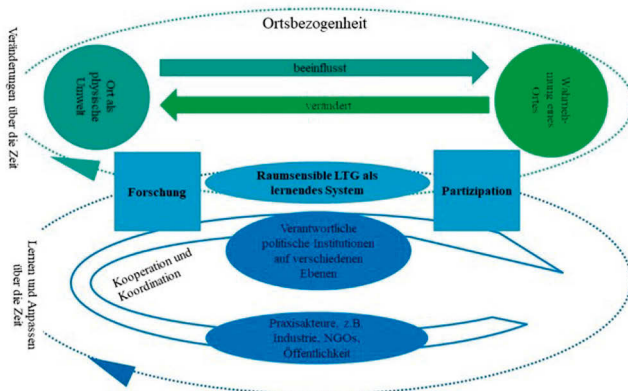 Ortsbezogenheit
Veränderungen über die Zeit
Ort als
physische
Umwelt
beeinflusst
verändert
Wahrneh-
mung eines
Ortes
Forschung
Raumsensible LTG als
lernendes System
Partizipation
Lernen und Anpassen
über die Zeit
Kooperation und
Koordination
Verantwortliche
politische Institutionen
auf verschiedenen
Ebenen
Praxisakteure, z.B.
Industrie, NGOs,
Öffentlichkeit